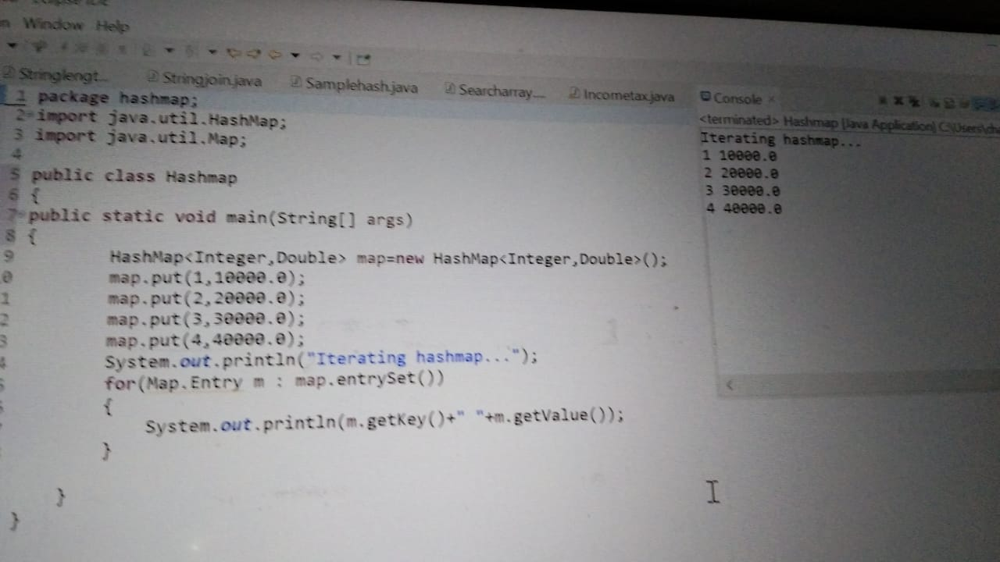 Window Help
Stringlengt...
Stringjoin.java
Samplehash.java
Searcharray....
Incometax.java
1 package hashmap;
2 import java.util.HashMap;
3 import java.util.Map;
4
5 public class Hashmap
6 {
7 public static void main(String[] args)
8 {
9 HashMap<Integer,Double> map=new HashMap<Integer,Double>();
0 map.put(1,10000.0);
1 map.put(2,20000.0);
2 map.put(3,30000.0);
3 map.put(4,40000.0);
4 System.out.println("Iterating hashmap...");
5 for(Map.Entry m : map.entrySet())
{
System.out.println(m.getKey()+" "+m.getValue());
}
}
}
Console
<terminated> Hashmap [Java Application] C:\Users\ch
Iterating hashmap...
1 10000.0
2 20000.0
3 30000.0
4 40000.0